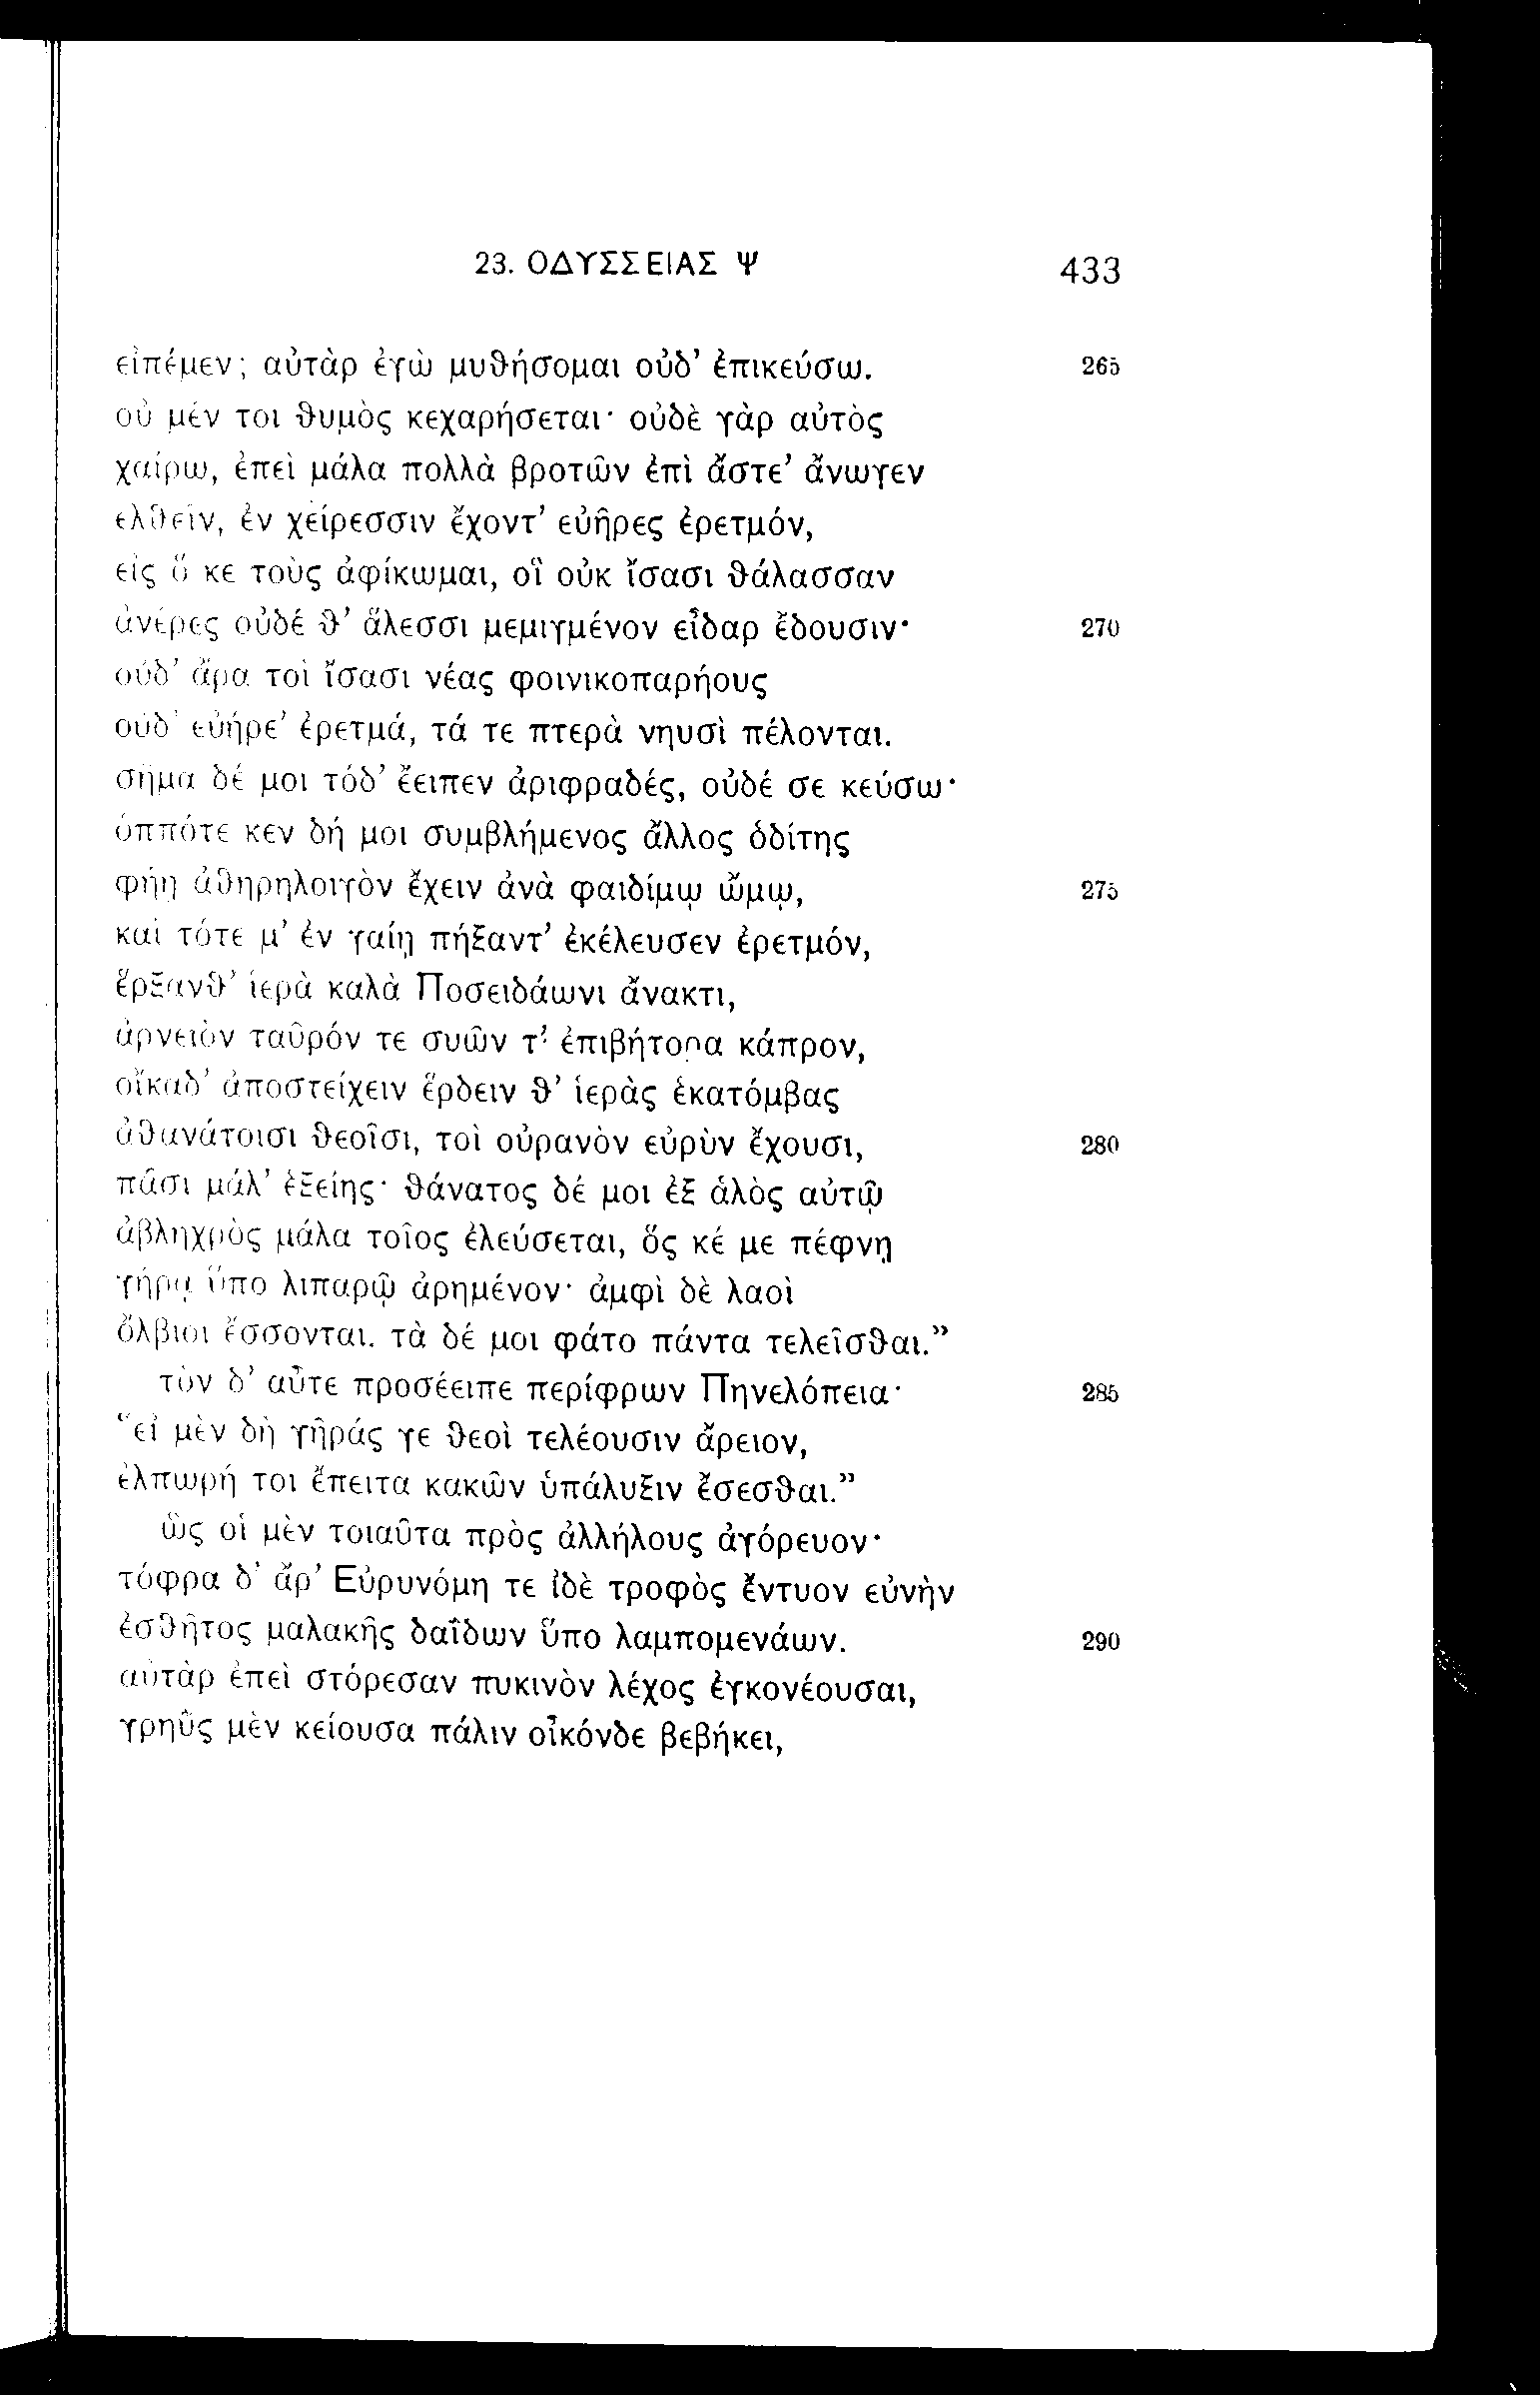 23. ΟΔΥΣΣΕΙΑΣ Ψ 433
εἰπέμεν; αὐτὰρ ἐγὼ μυθήσομαι οὐδ’ ἐπικεύσω. 265
οὐ μέν τοι θυμὸς κεχαρήσεται· οὐδὲ γὰρ αὐτὸς
χαίρω, ἐπεὶ μάλα πολλὰ βροτῶν ἐπὶ ἄστε’ ἄνωγεν
ἐλθεῖν, ἐν χείρεσσιν ἔχοντ’ εὐῆρες ἐρετμόν,
εἰς ὅ κε τοὺς ἀφίκωμαι, οἳ οὐκ ἴσασι θάλασσαν
ἀνέρες οὐδέ θ’ ἅλεσσι μεμιγμένον εἶδαρ ἔδουσιν· 270
οὐδ’ ἄρα τοὶ ἴσασι νέας φοινικοπαρῄους
οὐδ’ εὐήρε’ ἐρετμά, τά τε πτερὰ νηυσὶ πέλονται.
σῆμα δέ μοι τόδ’ ἔειπεν ἀριφραδές, οὐδέ σε κεύσω·
ὁππότε κεν δή μοι συμβλήμενος ἄλλος ὁδίτης
φήῃ ἀθηρηλοιγὸν ἔχειν ἀνὰ φαιδίμῳ ὤμῳ, 275
καὶ τότε μ’ ἐν γαίῃ πήξαντ’ ἐκέλευσεν ἐρετμόν,
ἔρξανθ’ ἱερὰ καλὰ Ποσειδάωνι ἄνακτι,
ἀρνειὸν ταῦρόν τε συῶν τ’ ἐπιβήτορα κάπρον,
οἴκαδ’ ἀποστείχειν ἔρδειν θ’ ἱερὰς ἑκατόμβας
ἀθανάτοισι θεοῖσι, τοὶ οὐρανὸν εὐρὺν ἔχουσι, 280
πᾶσι μάλ’ ἑξείης· θάνατος δέ μοι ἐξ ἁλὸς αὐτῷ
ἀβληχρὸς μάλα τοῖος ἐλεύσεται, ὅς κέ με πέφνῃ
γήρᾳ ὕπο λιπαρῷ ἀρημένον· ἀμφὶ δὲ λαοὶ
ὄλβιοι ἔσσονται. τὰ δέ μοι φάτο πάντα τελεῖσθαι.”
τὸν δ’ αὖτε προσέειπε περίφρων Πηνελόπεια· 285
“εἰ μὲν δὴ γῆράς γε θεοὶ τελέουσιν ἄρειον,
ἐλπωρή τοι ἔπειτα κακῶν ὑπάλυξιν ἔσεσθαι.”
ὣς οἱ μὲν τοιαῦτα πρὸς ἀλλήλους ἀγόρευον·
τόφρα δ’ ἄρ’ Εὐρυνόμη τε ἰδὲ τροφὸς ἔντυον εὐνὴν
ἐσθῆτος μαλακῆς δαΐδων ὕπο λαμπομενάων. 290
αὐτὰρ ἐπεὶ στόρεσαν πυκινὸν λέχος ἐγκονέουσαι,
γρηῢς μὲν κείουσα πάλιν οἶκόνδε βεβήκει,